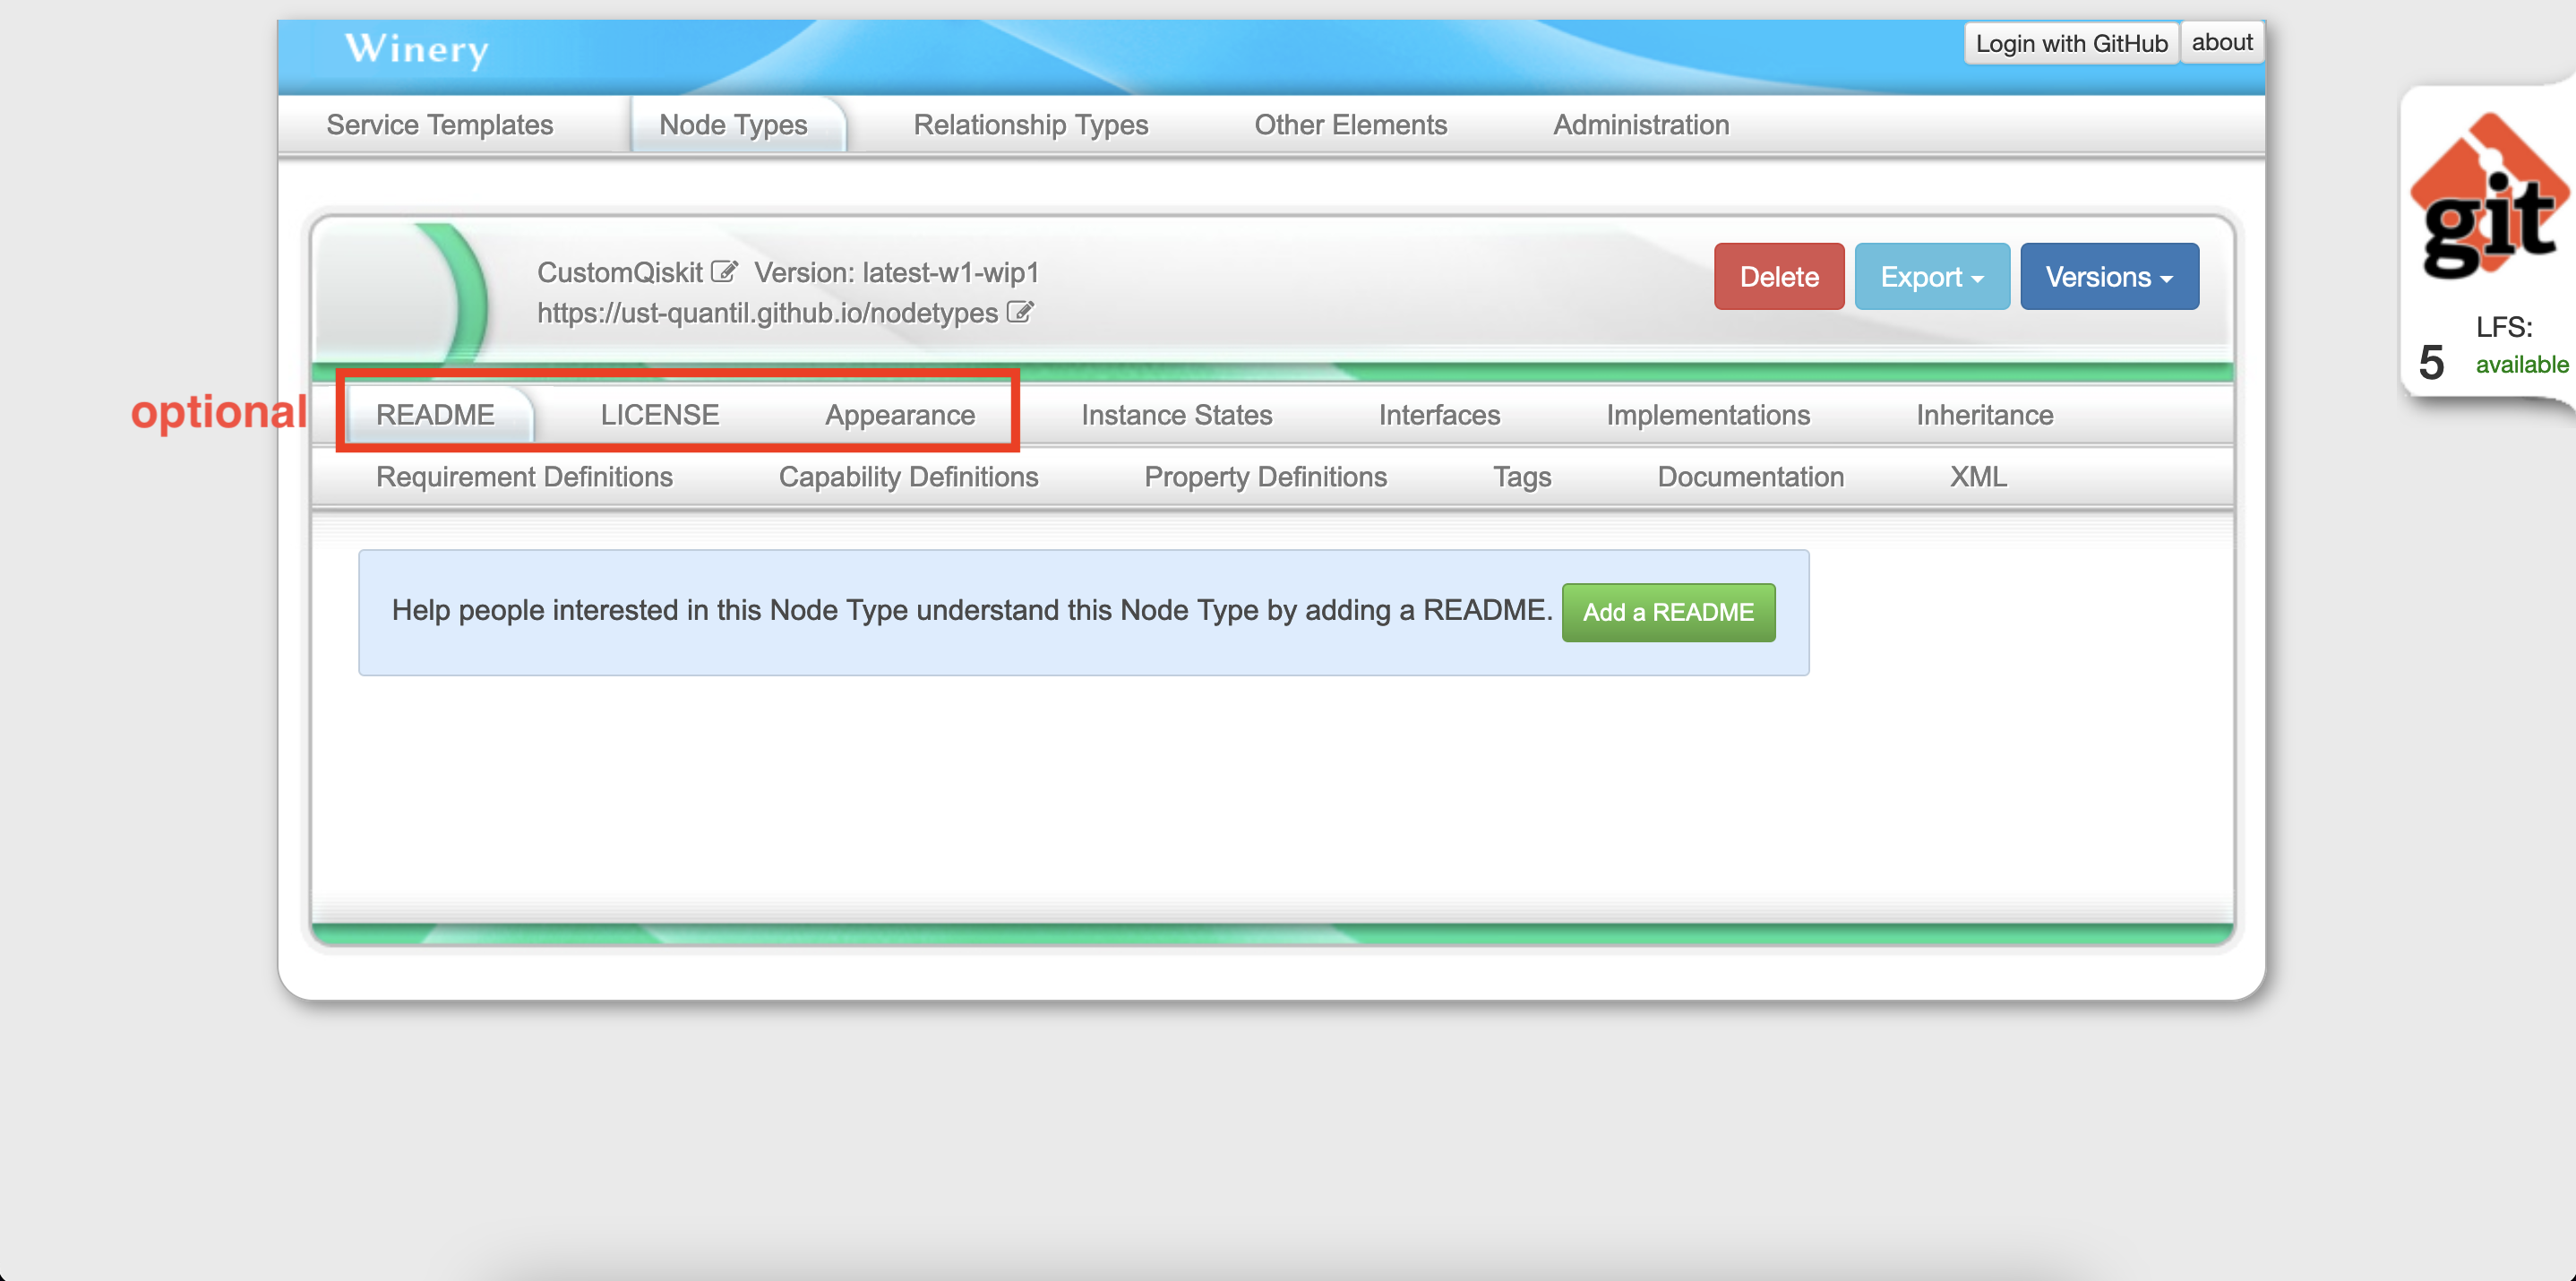 Winery
Login with GitHub about
Service Templates Node Types Relationship Types Other Elements Administration
git
LFS:
5 available
CustomQiskit Version: latest-w1-wip1
https://ust-quantil.github.io/nodetypes
Delete Export Versions
optional
README LICENSE Appearance Instance States Interfaces Implementations Inheritance
Requirement Definitions Capability Definitions Property Definitions Tags Documentation XML
Help people interested in this Node Type understand this Node Type by adding a README. Add a README